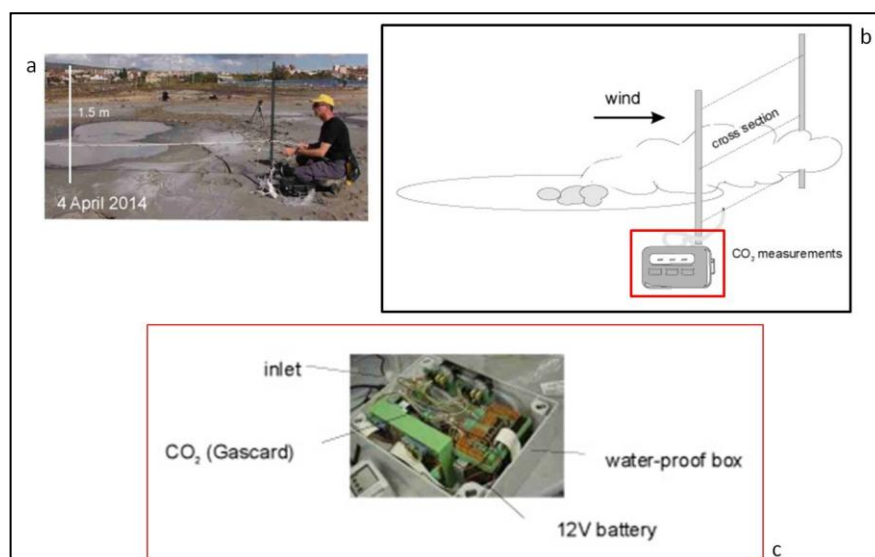 a
1.5 m
4 April 2014
b
wind
cross section
CO₂ measurements
inlet
CO₂ (Gascard)
water-proof box
12V battery
c